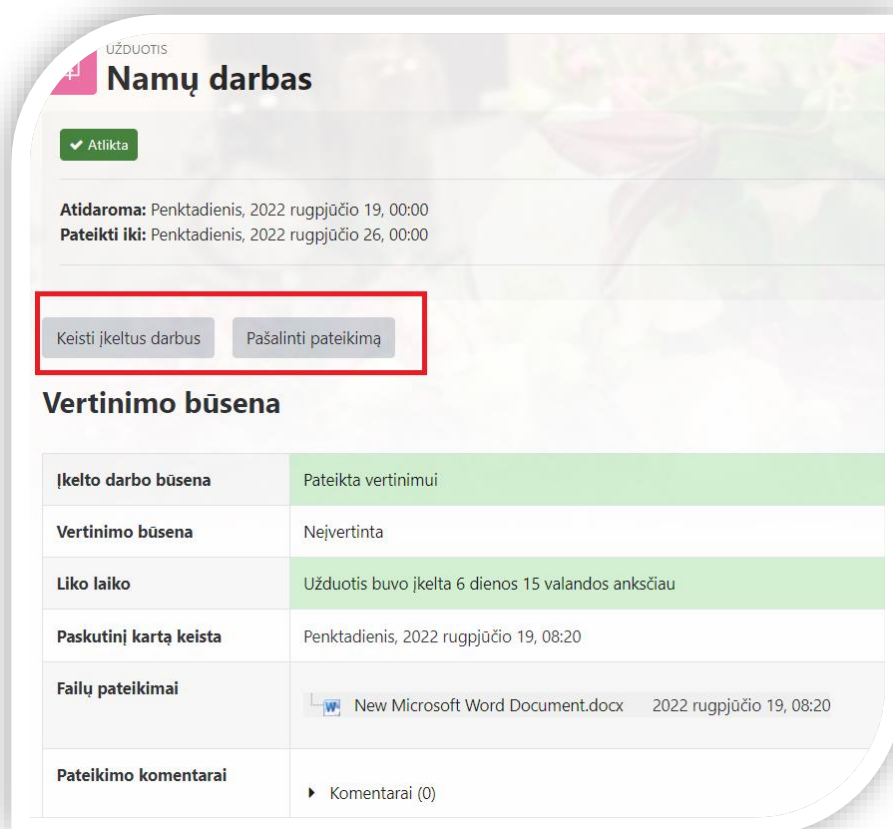 UŽDUOTIS
Namų darbas
Atlikta
Atidaroma: Penktadienis, 2022 rugpjūčio 19, 00:00
Pateikti iki: Penktadienis, 2022 rugpjūčio 26, 00:00
Keisti įkeltus darbus Pašalinti pateikimą
Vertinimo būsena
Įkelto darbo būsena Pateikta vertinimui
Vertinimo būsena Neįvertinta
Liko laiko Užduotis buvo įkelta 6 dienos 15 valandos anksčiau
Paskutinį kartą keista Penktadienis, 2022 rugpjūčio 19, 08:20
Failų pateikimai New Microsoft Word Document.docx 2022 rugpjūčio 19, 08:20
Pateikimo komentarai Komentarai (0)